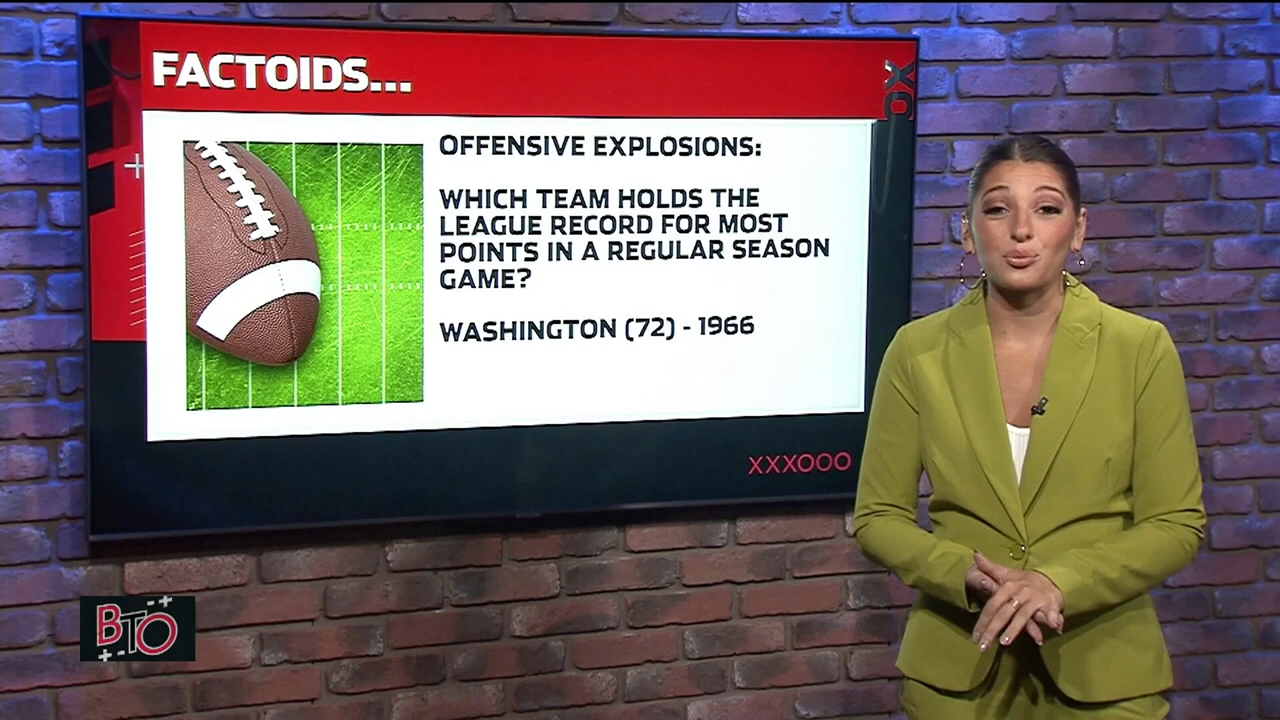 FACTOIDS...
XO
OFFENSIVE EXPLOSIONS:
WHICH TEAM HOLDS THE
LEAGUE RECORD FOR MOST
POINTS IN A REGULAR SEASON
GAME?
WASHINGTON (72) - 1966
XXXOOO
BTO